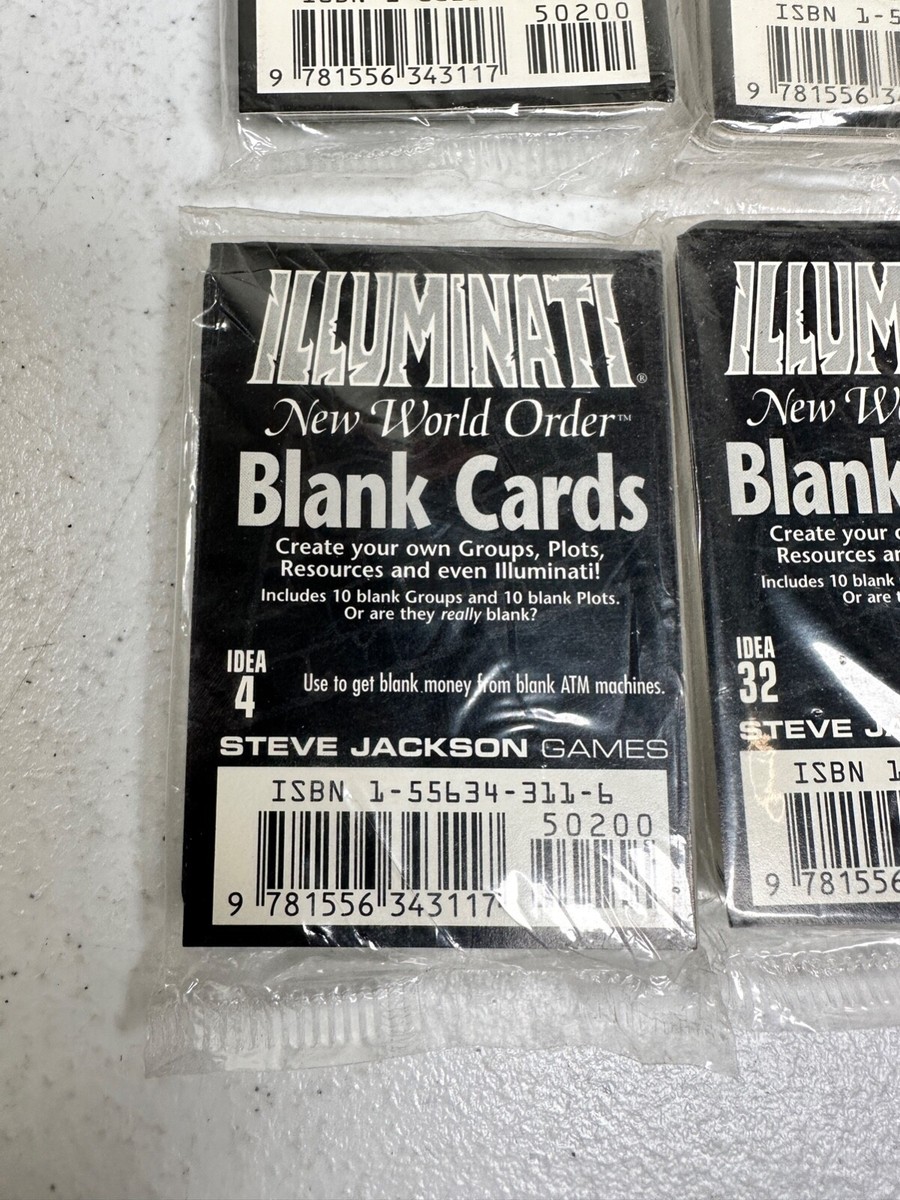 50200
9 781556 343117
ISBN 1-5
9 781556 3
ILLUMINATI®
New World Order™
Blank Cards
Create your own Groups, Plots,
Resources and even Illuminati!
Includes 10 blank Groups and 10 blank Plots.
Or are they really blank?
IDEA
4
Use to get blank money from blank ATM machines.
STEVE JACKSON GAMES
ISBN 1-55634-311-6
50200
9 781556 343117
ILLUM
New Wo
Blank
Create your o
Resources an
Includes 10 blank
Or are t
IDEA
32
STEVE JA
ISBN 1
9 781556